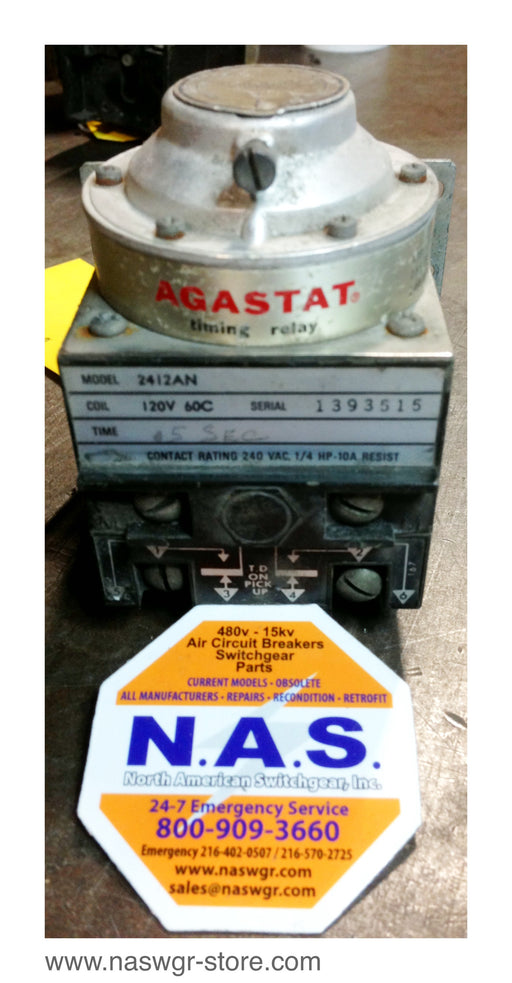 AGASTAT®
timing relay
MODEL 2412AN
COIL 120V 60C SERIAL 1393515
TIME .5 SEC
CONTACT RATING 240 VAC, 1/4 HP-10A RESIST
1 2
T D
ON
PICK
UP
3 4 6
480v - 15kv
Air Circuit Breakers
Switchgear
Parts
CURRENT MODELS - OBSOLETE
ALL MANUFACTURERS - REPAIRS - RECONDITION - RETROFIT
N.A.S.
North American Switchgear, Inc.
24-7 Emergency Service
800-909-3660
Emergency 216-402-0507 / 216-570-2725
www.naswgr.com
sales@naswgr.com
www.naswgr-store.com